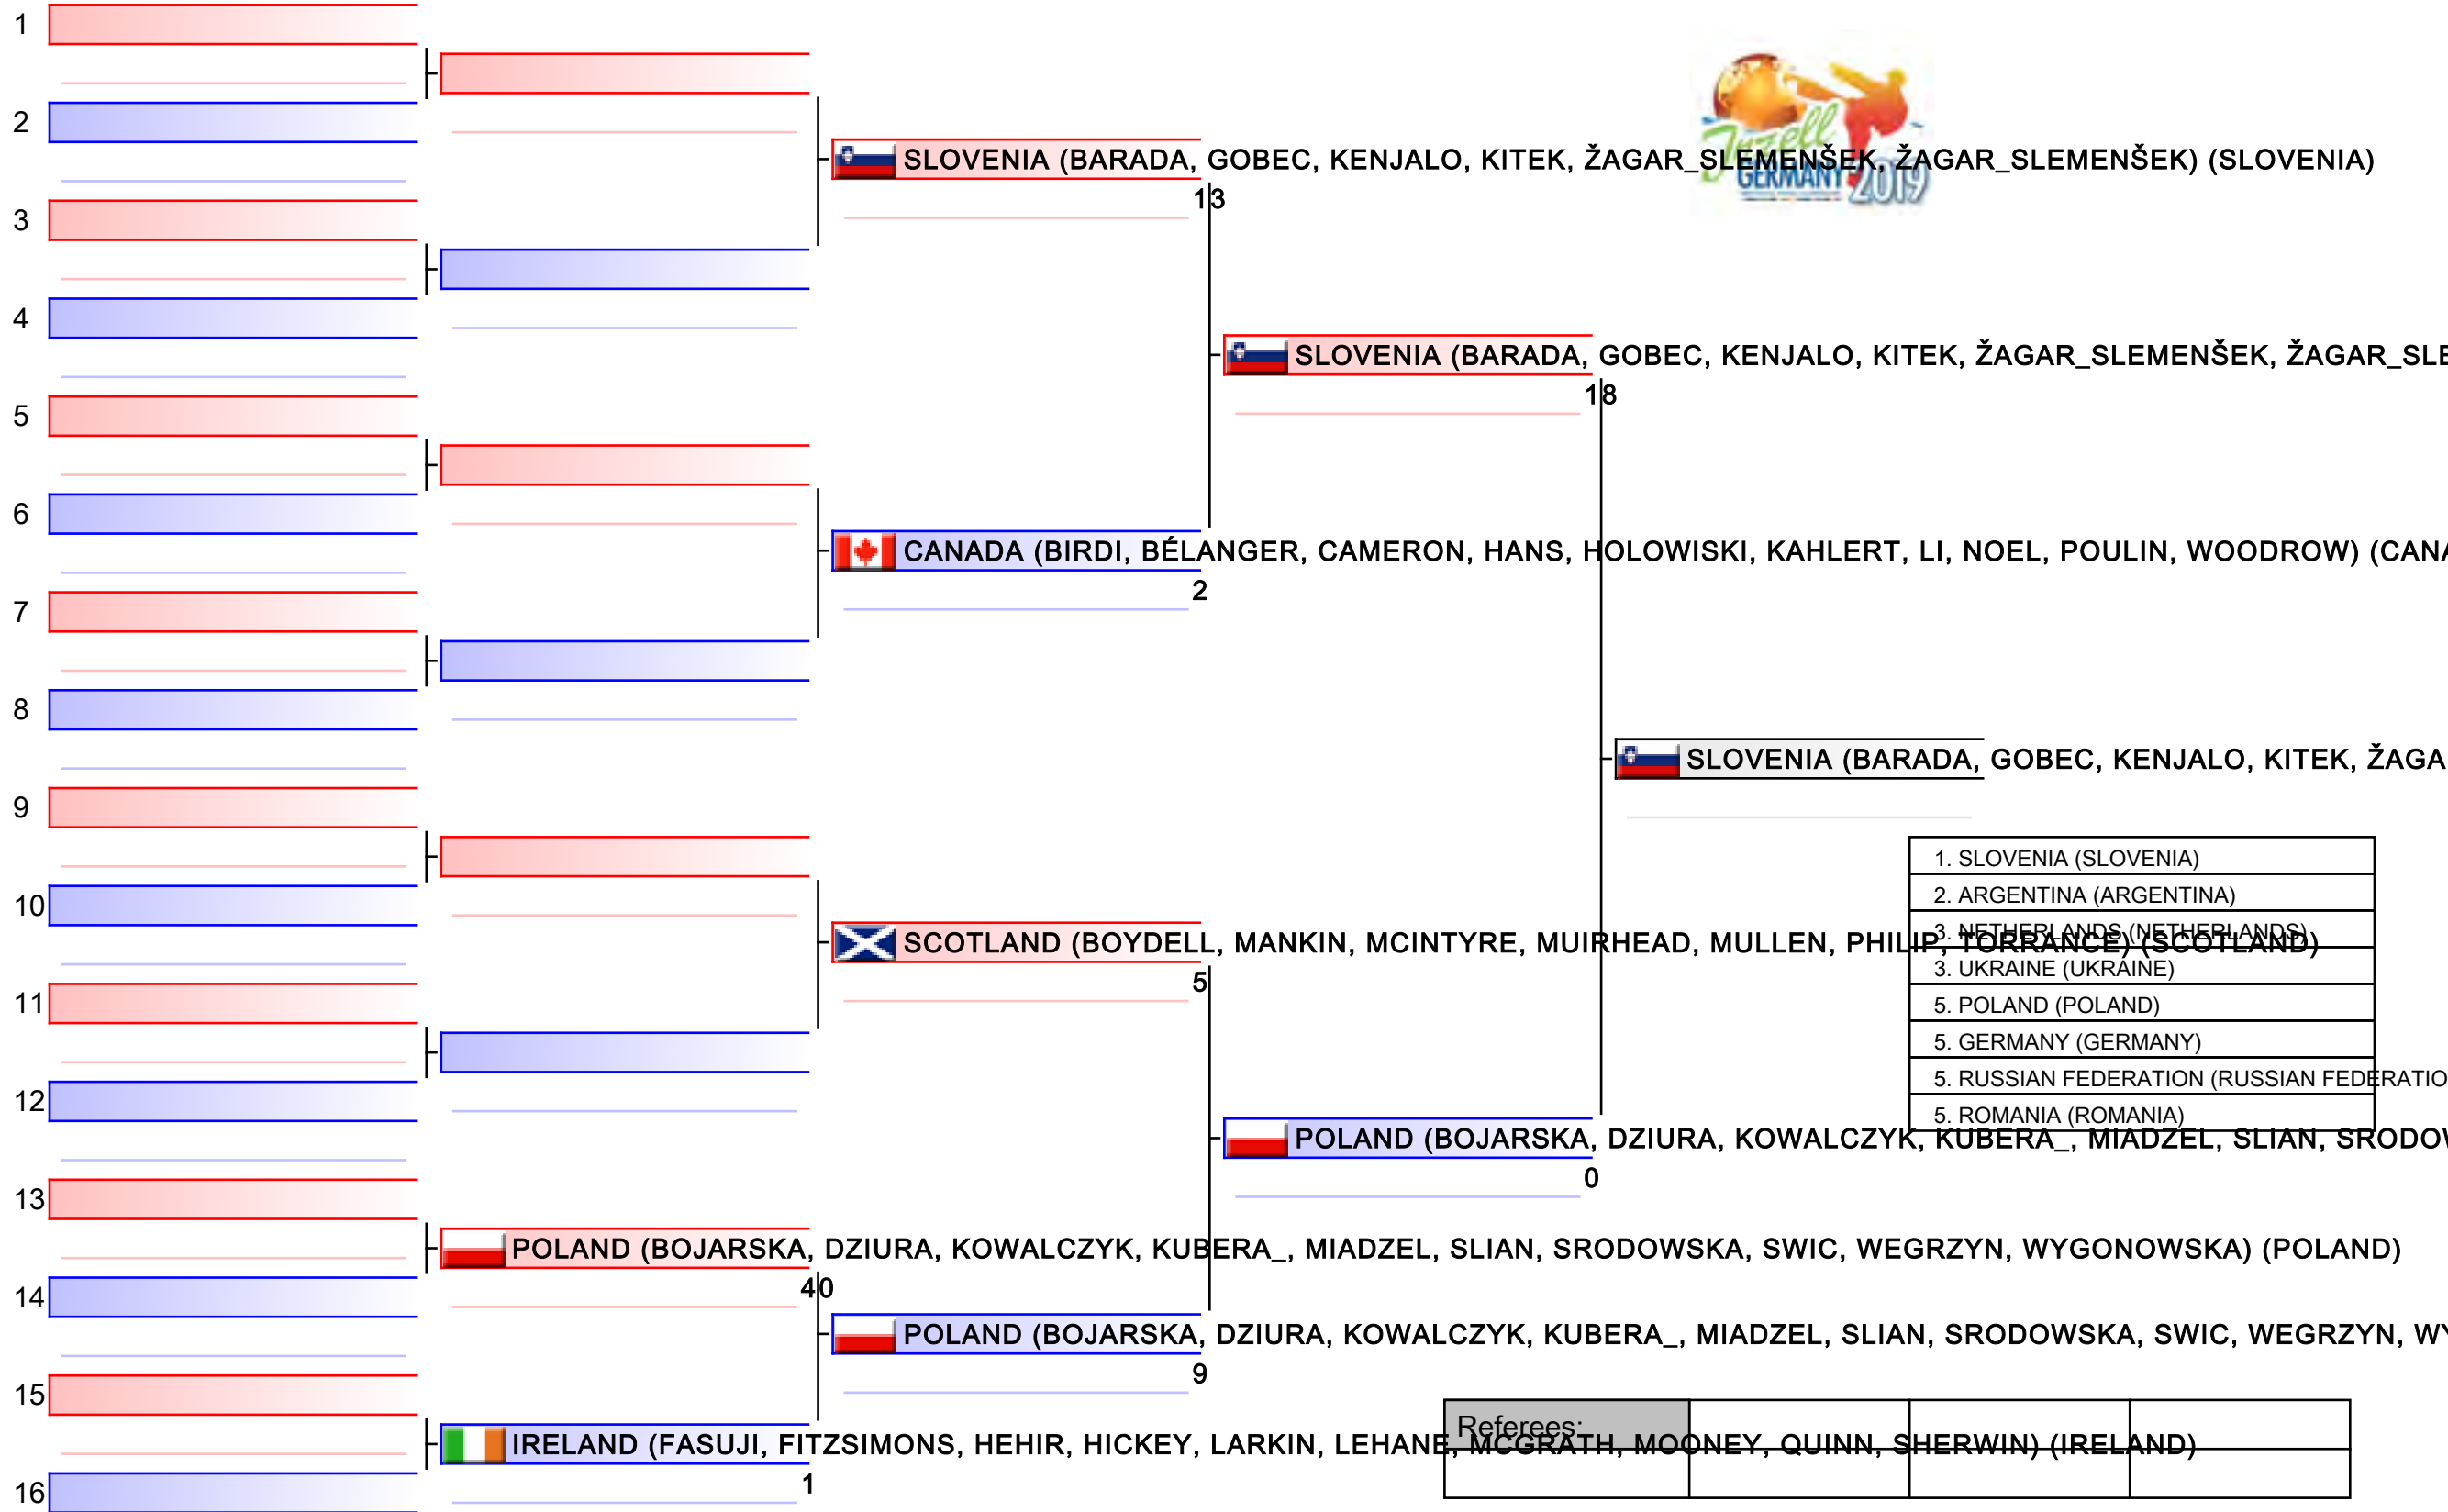 1
2
3
4
5
6
7
8
9
10
11
12
13
14
15
16
Inzell
GERMANY 2019
SLOVENIA (BARADA, GOBEC, KENJALO, KITEK, ŽAGAR_SLEMENŠEK, ŽAGAR_SLEMENŠEK) (SLOVENIA)
13
SLOVENIA (BARADA, GOBEC, KENJALO, KITEK, ŽAGAR_SLEMENŠEK, ŽAGAR_SLE
18
CANADA (BIRDI, BÉLANGER, CAMERON, HANS, HOLOWISKI, KAHLERT, LI, NOEL, POULIN, WOODROW) (CANA
2
SLOVENIA (BARADA, GOBEC, KENJALO, KITEK, ŽAGA
1. SLOVENIA (SLOVENIA)
2. ARGENTINA (ARGENTINA)
3. NETHERLANDS (NETHERLANDS)
3. UKRAINE (UKRAINE)
5. POLAND (POLAND)
5. GERMANY (GERMANY)
5. RUSSIAN FEDERATION (RUSSIAN FEDERATIO
5. ROMANIA (ROMANIA)
SCOTLAND (BOYDELL, MANKIN, MCINTYRE, MUIRHEAD, MULLEN, PHILIP, TORRANCE) (SCOTLAND)
5
POLAND (BOJARSKA, DZIURA, KOWALCZYK, KUBERA_, MIADZEL, SLIAN, SRODOW
0
POLAND (BOJARSKA, DZIURA, KOWALCZYK, KUBERA_, MIADZEL, SLIAN, SRODOWSKA, SWIC, WEGRZYN, WYGONOWSKA) (POLAND)
40
POLAND (BOJARSKA, DZIURA, KOWALCZYK, KUBERA_, MIADZEL, SLIAN, SRODOWSKA, SWIC, WEGRZYN, WY
9
Referees:
IRELAND (FASUJI, FITZSIMONS, HEHIR, HICKEY, LARKIN, LEHANE, MCGRATH, MOONEY, QUINN, SHERWIN) (IRELAND)
1